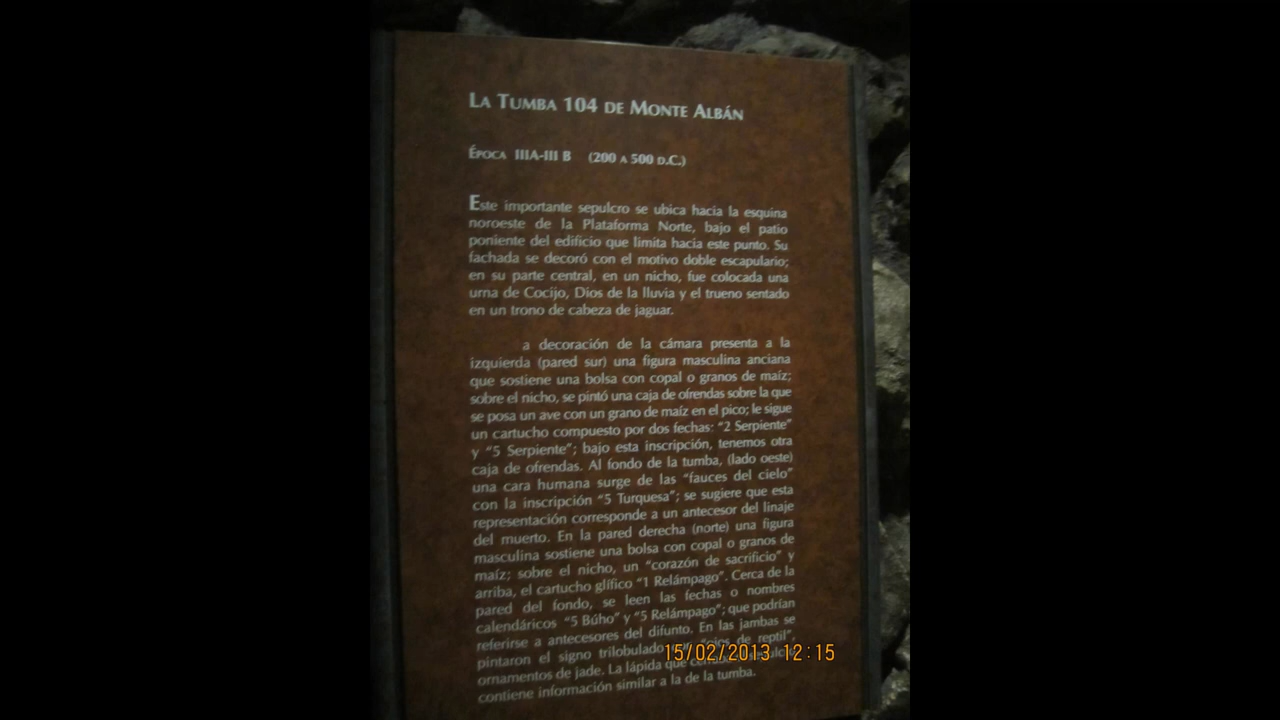 LA TUMBA 104 DE MONTE ALBÁN
ÉPOCA IIIA-III B (200 A 500 D.C.)
Este importante sepulcro se ubica hacia la esquina
noroeste de la Plataforma Norte, bajo el patio
poniente del edificio que limita hacia este punto. Su
fachada se decoró con el motivo doble escapulario;
en su parte central, en un nicho, fue colocada una
urna de Cocijo, Dios de la lluvia y el trueno sentado
en un trono de cabeza de jaguar.
a decoración de la cámara presenta a la
izquierda (pared sur) una figura masculina anciana
que sostiene una bolsa con copal o granos de maíz;
sobre el nicho, se pintó una caja de ofrendas sobre la que
se posa un ave con un grano de maíz en el pico; le sigue
un cartucho compuesto por dos fechas: "2 Serpiente"
y "5 Serpiente"; bajo esta inscripción, tenemos otra
caja de ofrendas. Al fondo de la tumba, (lado oeste)
una cara humana surge de las "fauces del cielo"
con la inscripción "5 Turquesa"; se sugiere que esta
representación corresponde a un antecesor del linaje
del muerto. En la pared derecha (norte) una figura
masculina sostiene una bolsa con copal o granos de
maíz; sobre el nicho, un "corazón de sacrificio" y
arriba, el cartucho glífico "1 Relámpago". Cerca de la
pared del fondo, se leen las fechas o nombres
calendáricos "5 Búho" y "5 Relámpago"; que podrían
referirse a antecesores del difunto. En las jambas se
pintaron el signo trilobulado "ojos de reptil",
ornamentos de jade. La lápida que
contiene información similar a la de la tumba.
15/02/2013 12:15